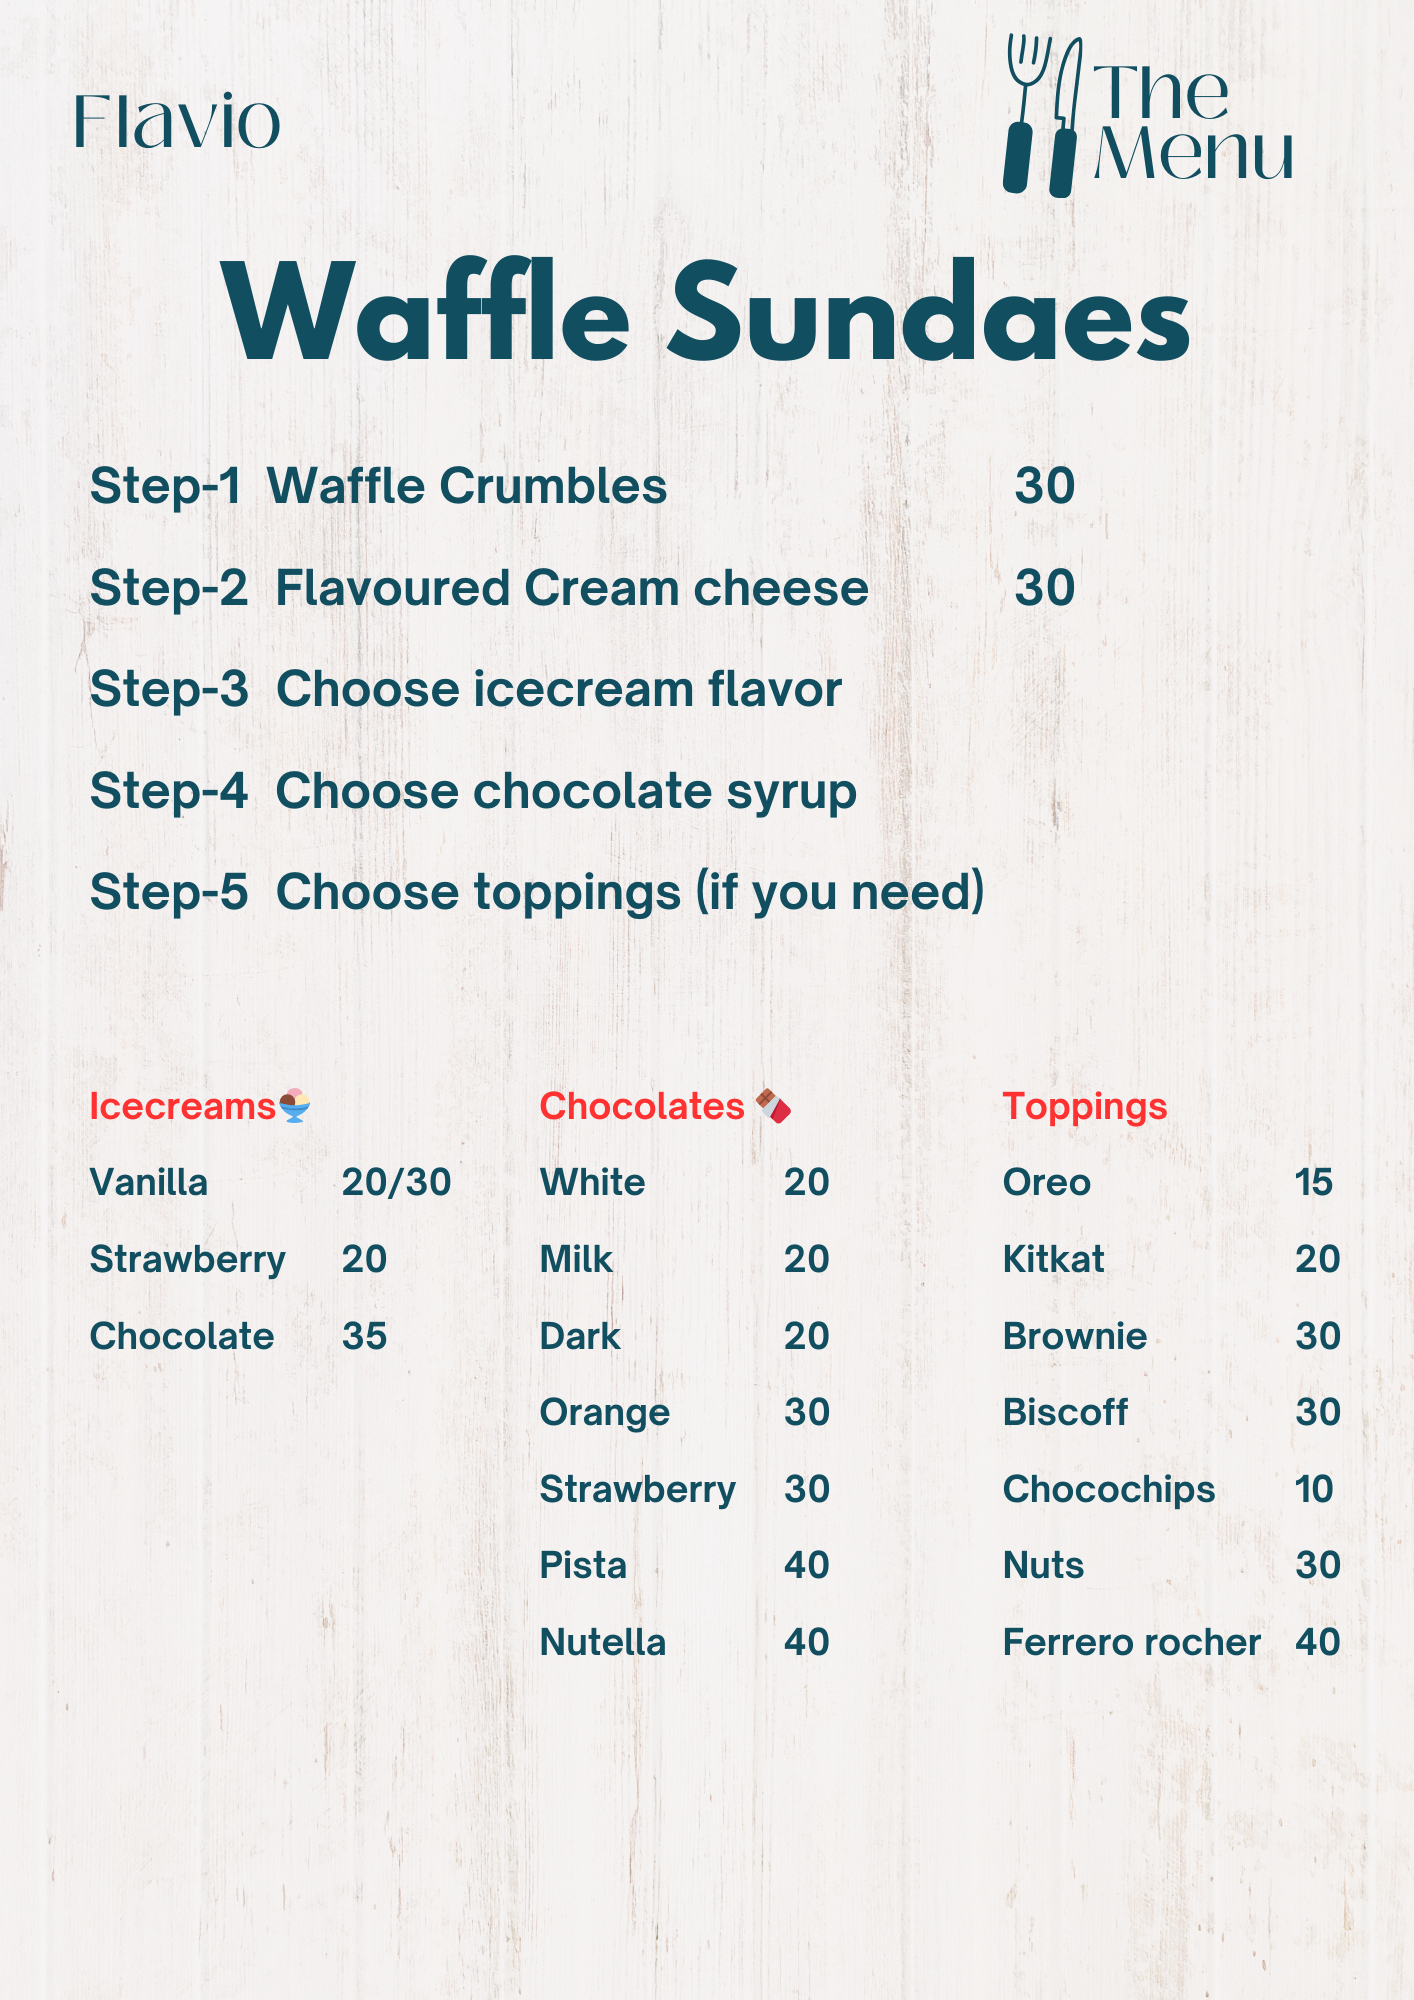 Flavio
The
Menu
Waffle Sundaes
Step-1 Waffle Crumbles 30
Step-2 Flavoured Cream cheese 30
Step-3 Choose icecream flavor
Step-4 Choose chocolate syrup
Step-5 Choose toppings (if you need)
Icecreams
Vanilla 20/30
Strawberry 20
Chocolate 35
Chocolates
White 20
Milk 20
Dark 20
Orange 30
Strawberry 30
Pista 40
Nutella 40
Toppings
Oreo 15
Kitkat 20
Brownie 30
Biscoff 30
Chocochips 10
Nuts 30
Ferrero rocher 40